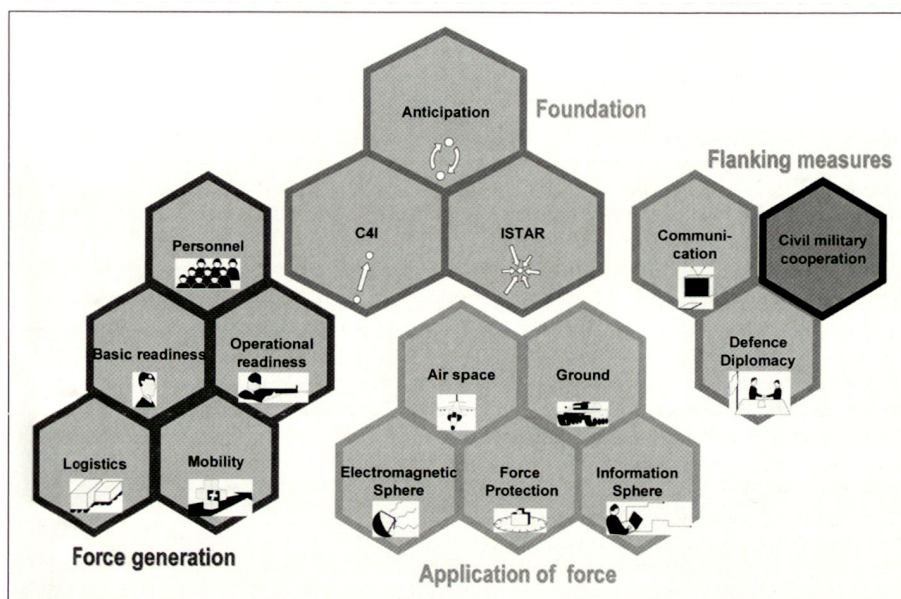 Anticipation
Foundation
C4I
ISTAR
Flanking measures
Communi-
cation
Civil military
cooperation
Defence
Diplomacy
Personnel
Basic readiness
Operational
readiness
Logistics
Mobility
Force generation
Air space
Ground
Electromagnetic
Sphere
Force
Protection
Information
Sphere
Application of force